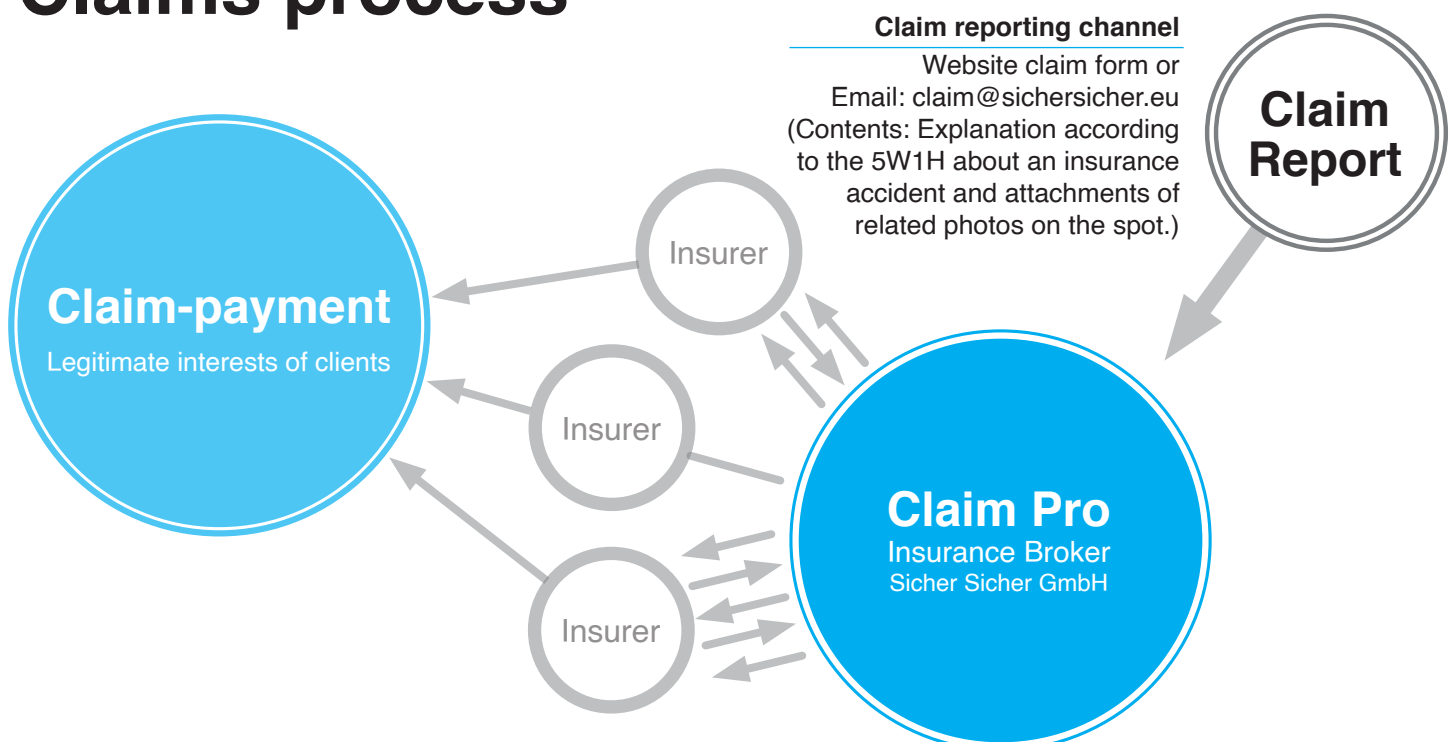 Claims process
Claim reporting channel
Website claim form or
Email: claim@sichersicher.eu
(Contents: Explanation according
to the 5W1H about an insurance
accident and attachments of
related photos on the spot.)
Claim
Report
Insurer
Claim-payment
Legitimate interests of clients
Insurer
Claim Pro
Insurance Broker
Sicher Sicher GmbH
Insurer